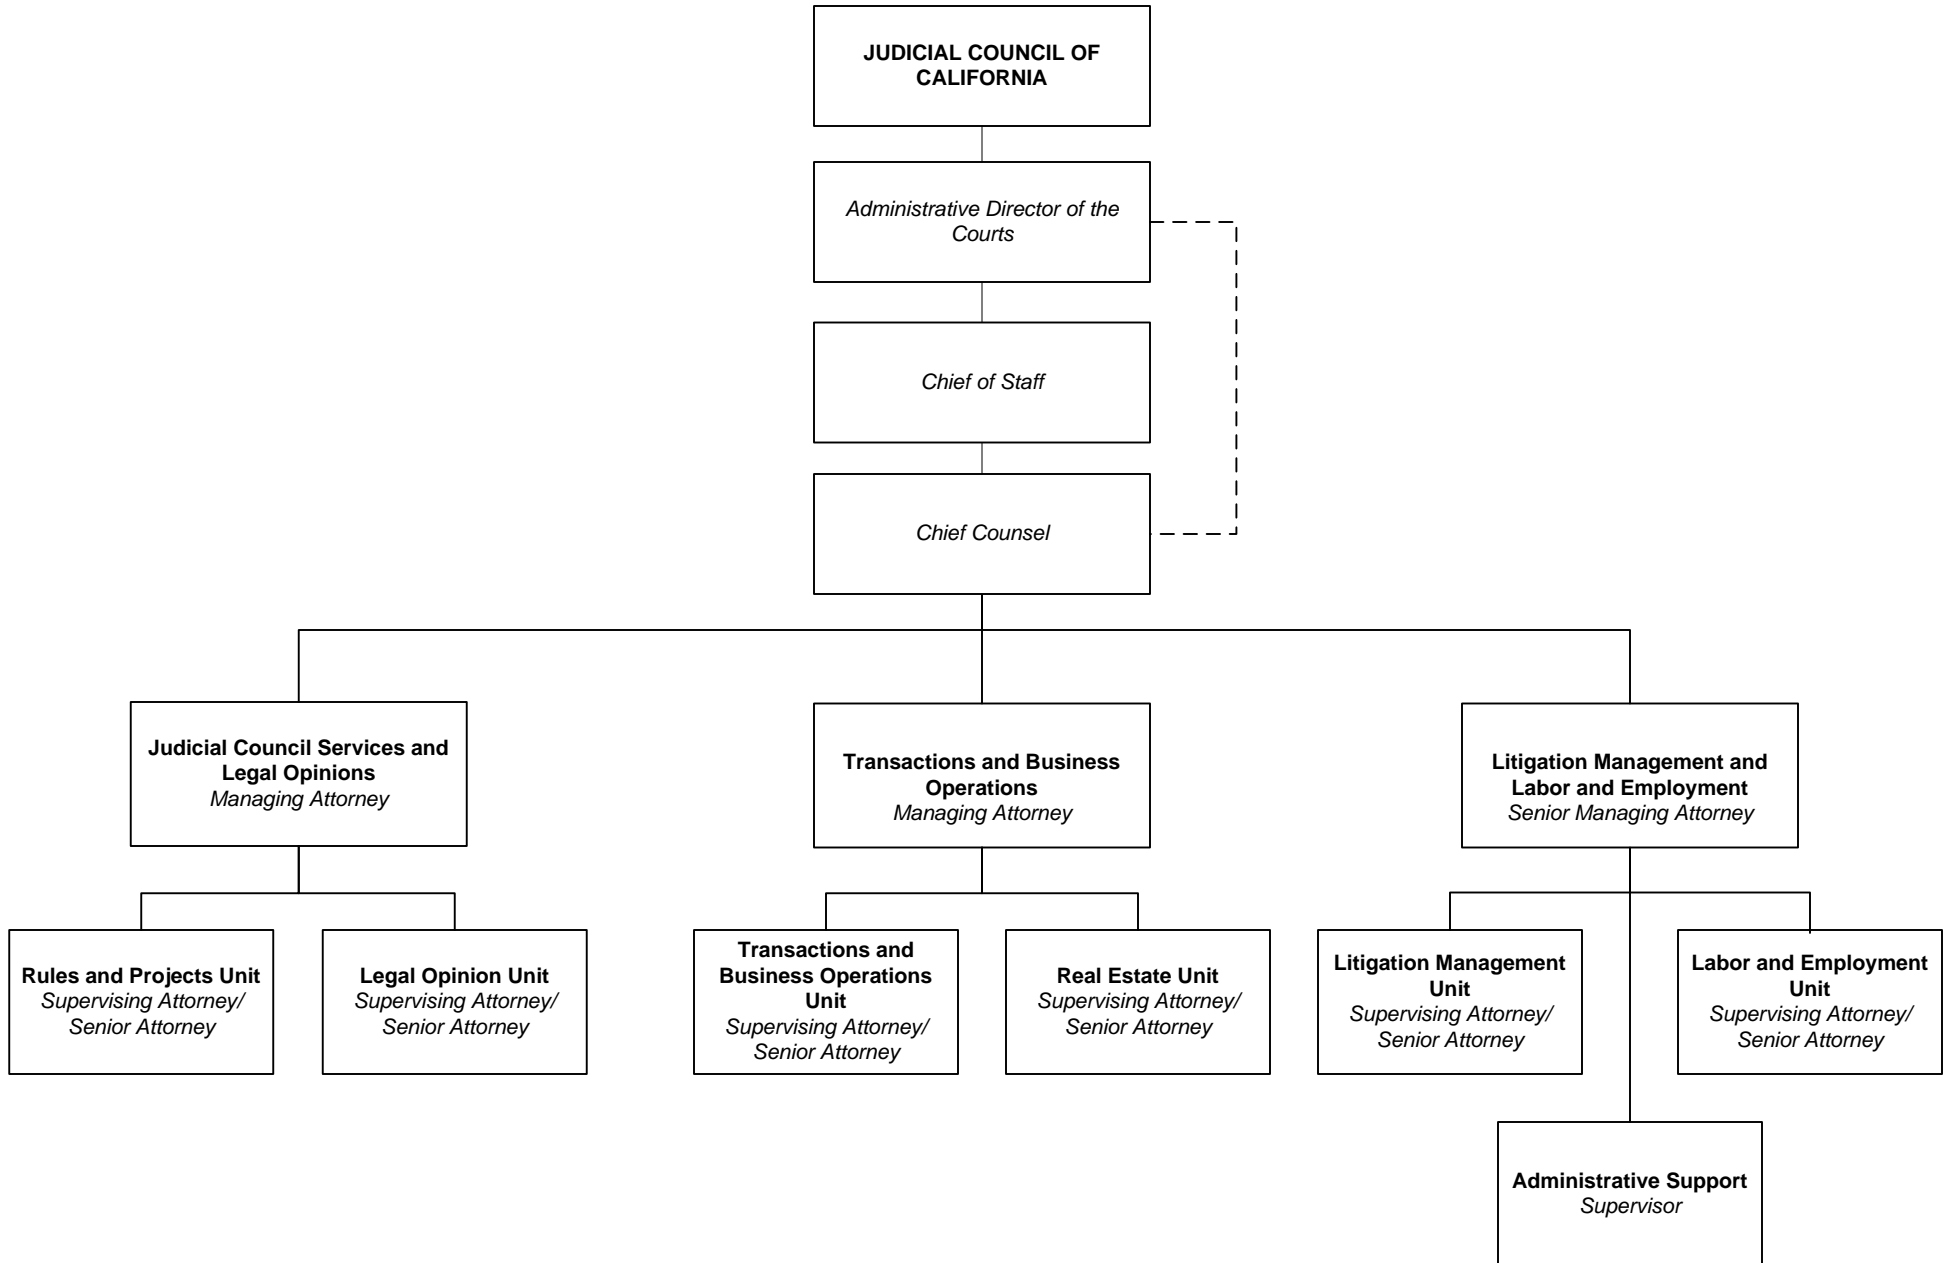 JUDICIAL COUNCIL OF
CALIFORNIA
Administrative Director of the
Courts
Chief of Staff
Chief Counsel
Judicial Council Services and
Legal Opinions
Managing Attorney
Transactions and Business
Operations
Managing Attorney
Litigation Management and
Labor and Employment
Senior Managing Attorney
Rules and Projects Unit
Supervising Attorney/
Senior Attorney
Legal Opinion Unit
Supervising Attorney/
Senior Attorney
Transactions and
Business Operations
Unit
Supervising Attorney/
Senior Attorney
Real Estate Unit
Supervising Attorney/
Senior Attorney
Litigation Management
Unit
Supervising Attorney/
Senior Attorney
Labor and Employment
Unit
Supervising Attorney/
Senior Attorney
Administrative Support
Supervisor